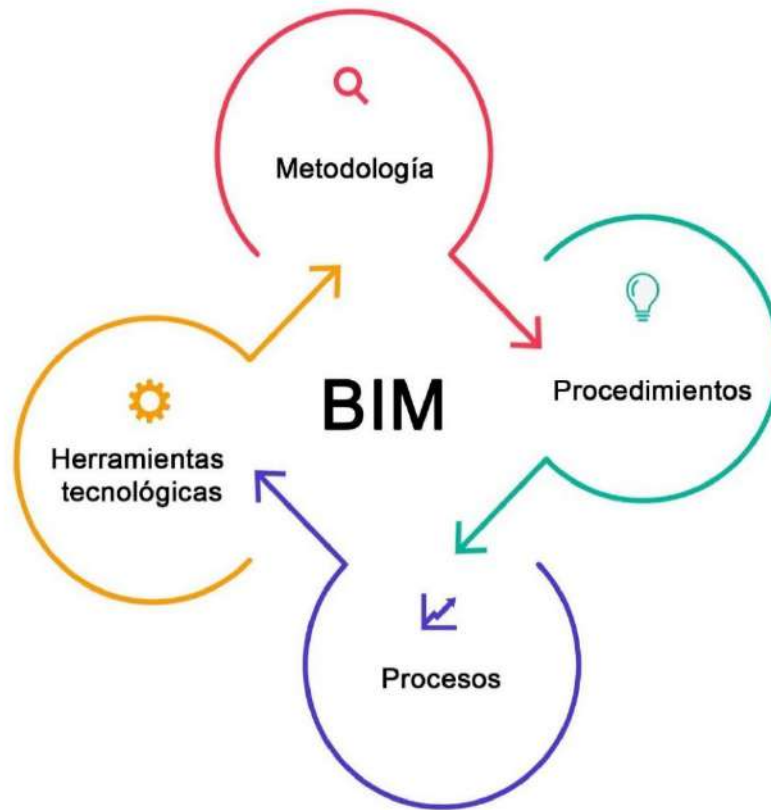 Metodología
Procedimientos
BIM
Herramientas
tecnológicas
Procesos